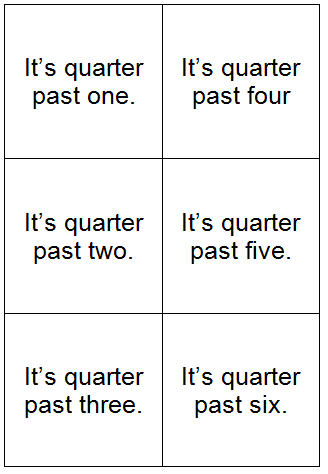 It’s quarter
past one.
It’s quarter
past four
It’s quarter
past two.
It’s quarter
past five.
It’s quarter
past three.
It’s quarter
past six.